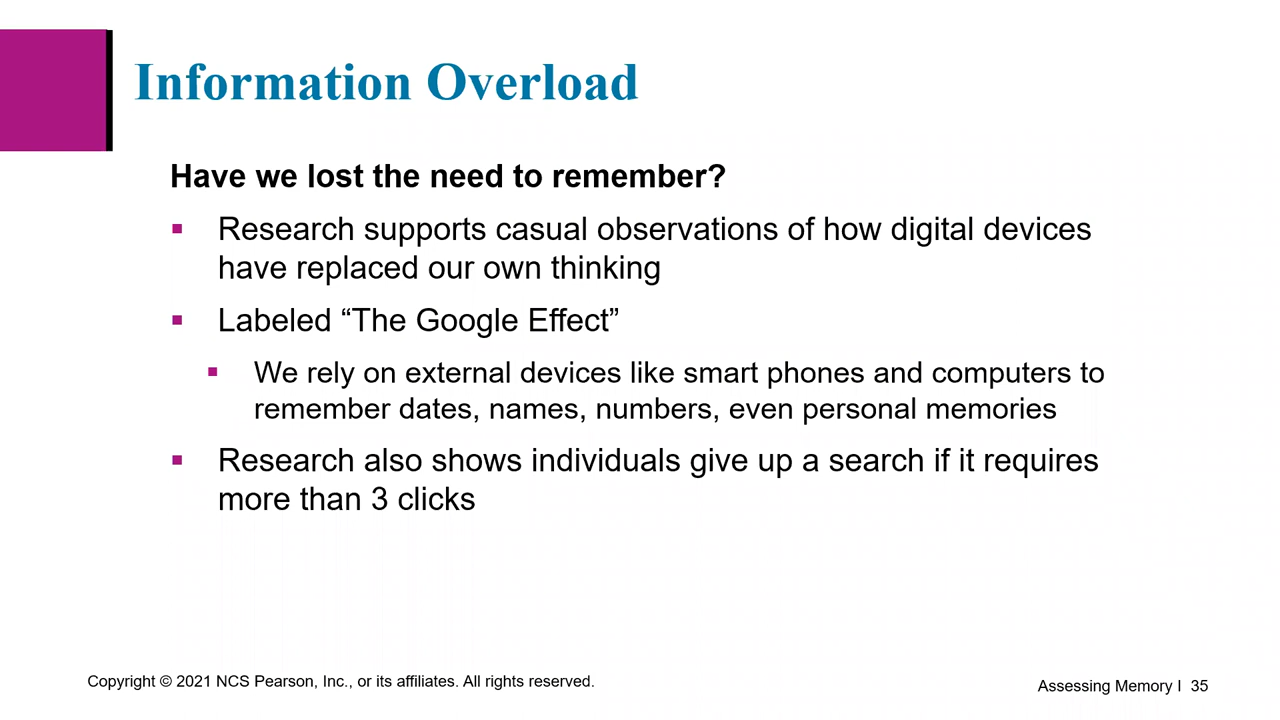 Information Overload
Have we lost the need to remember?
▪ Research supports casual observations of how digital devices
have replaced our own thinking
▪ Labeled “The Google Effect”
▪ We rely on external devices like smart phones and computers to
remember dates, names, numbers, even personal memories
▪ Research also shows individuals give up a search if it requires
more than 3 clicks
Copyright © 2021 NCS Pearson, Inc., or its affiliates. All rights reserved.
Assessing Memory I 35